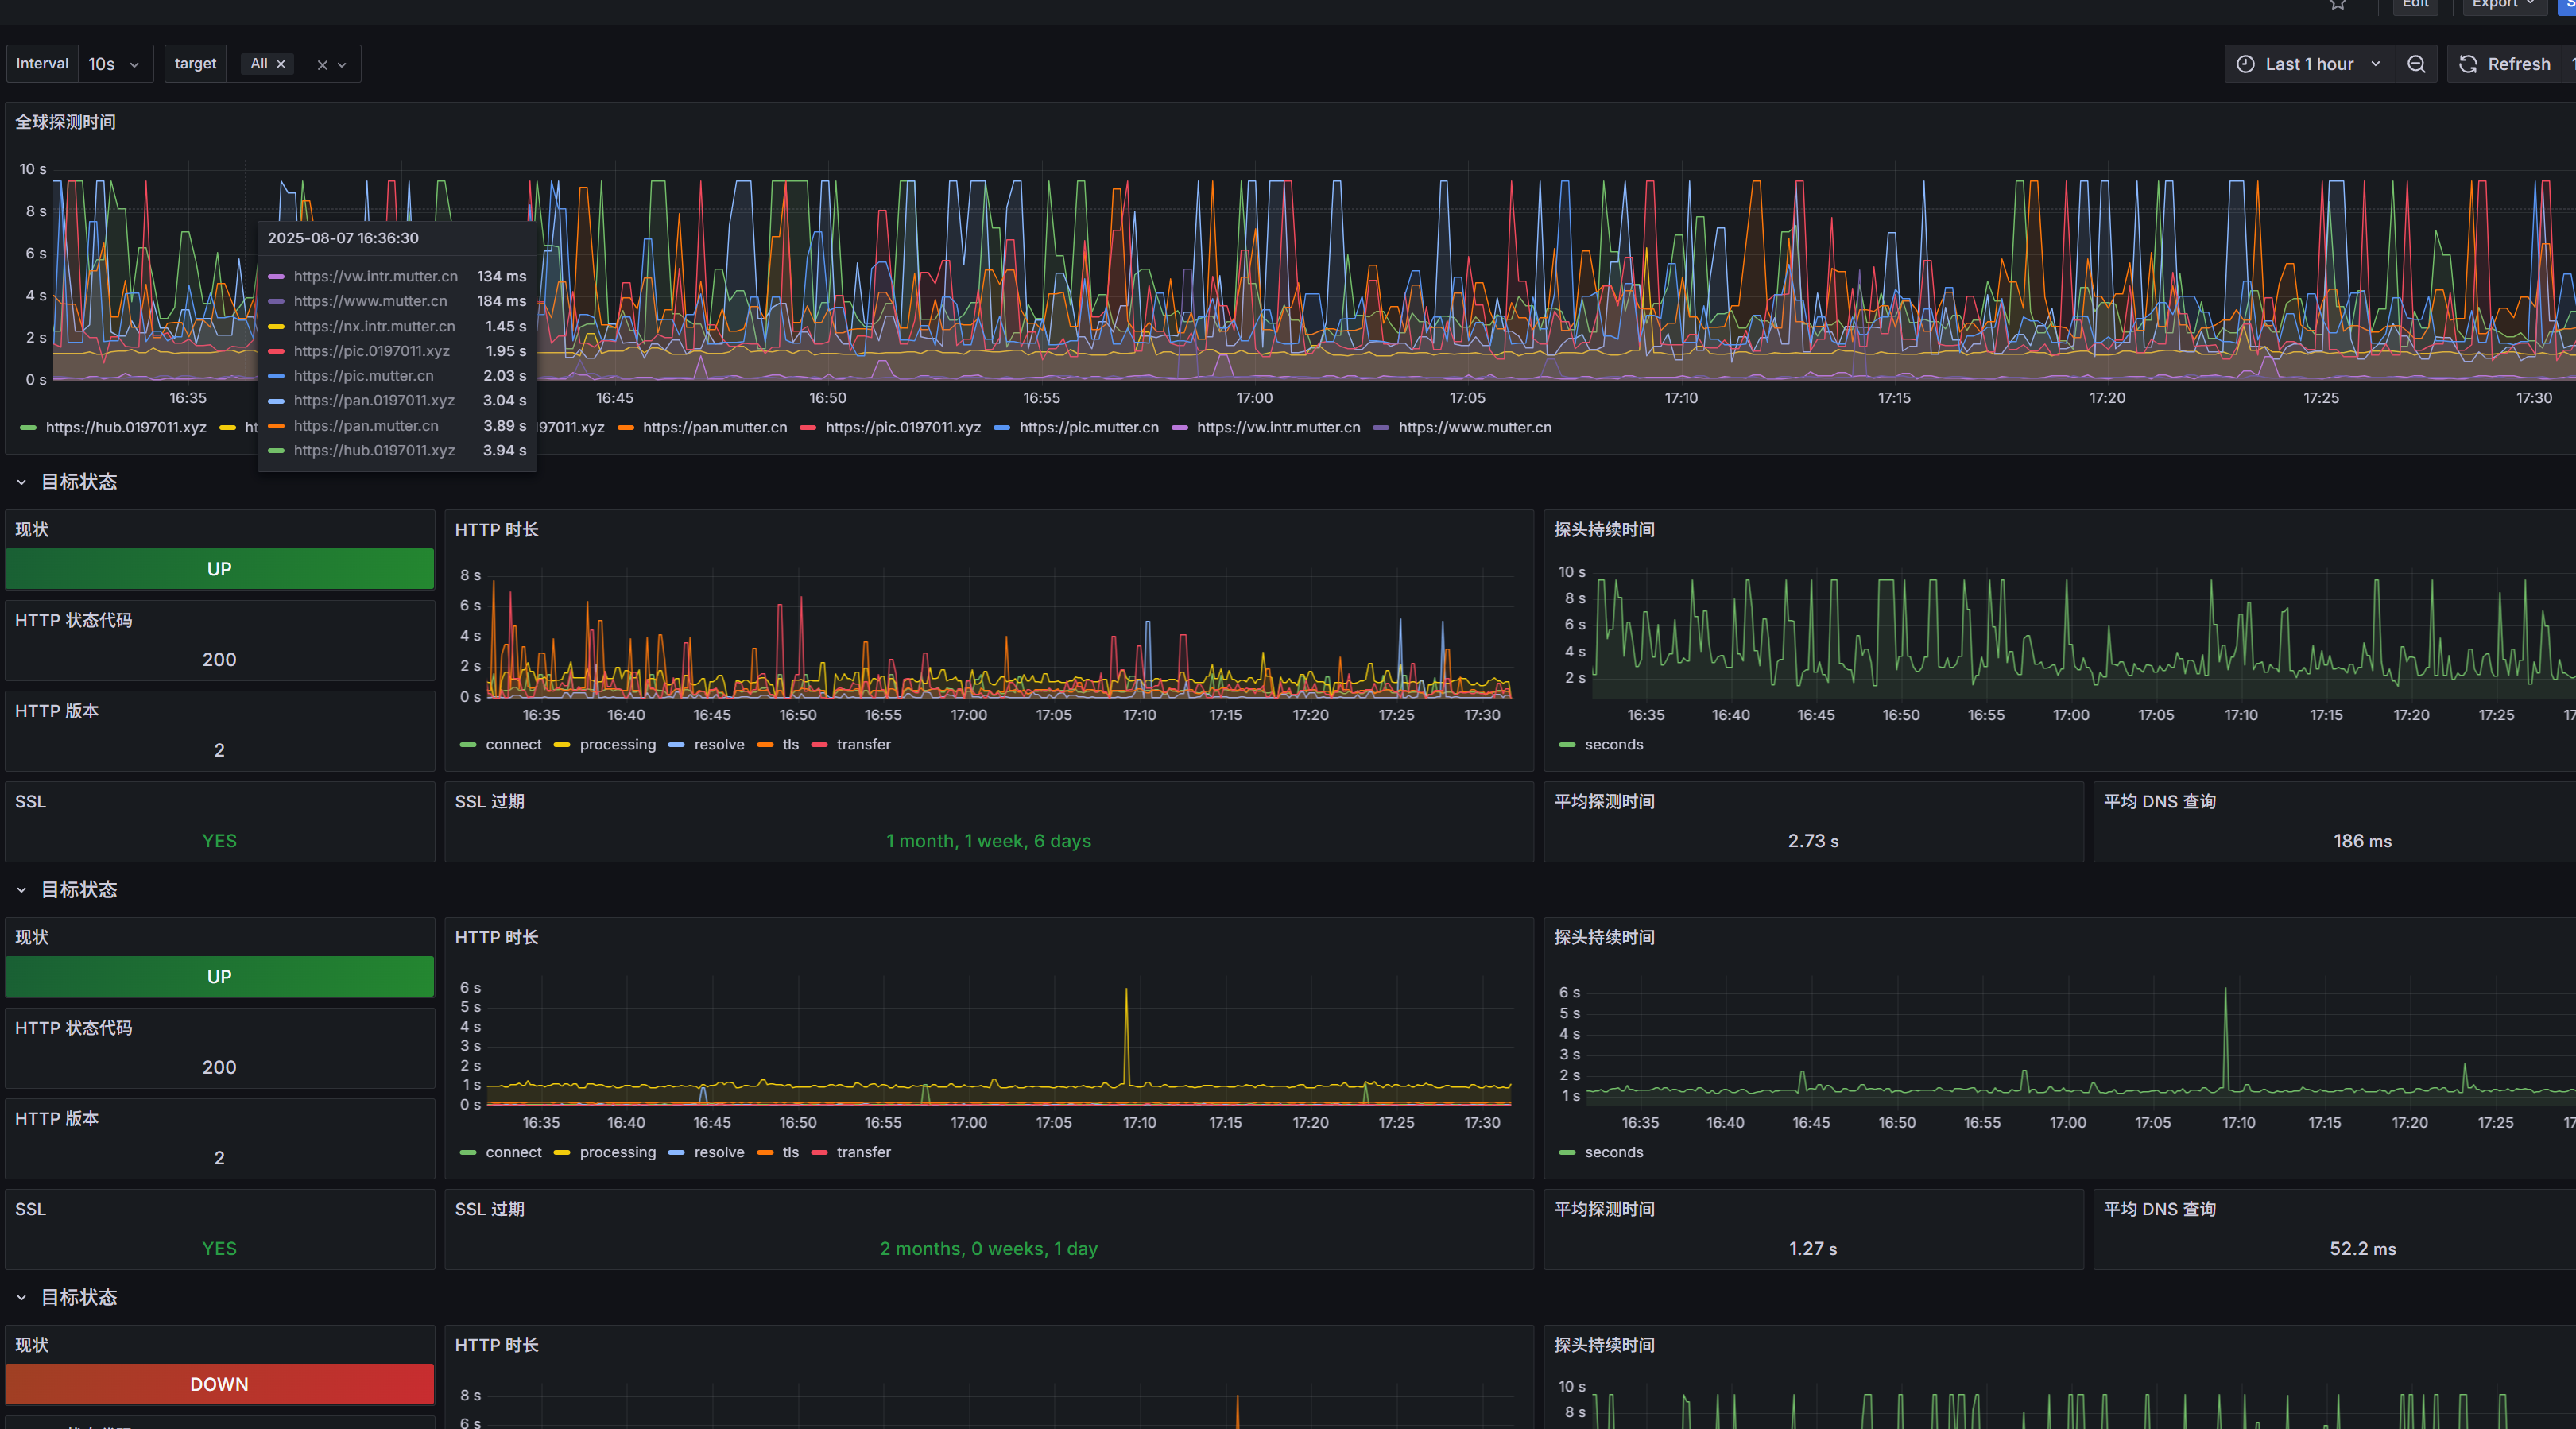 Edit Export
Interval 10s target All Last 1 hour Refresh
全球探测时间
10 s
8 s
6 s
4 s
2 s
0 s
2025-08-07 16:36:30
https://vw.intr.mutter.cn 134 ms
https://www.mutter.cn 184 ms
https://nx.intr.mutter.cn 1.45 s
https://pic.0197011.xyz 1.95 s
https://pic.mutter.cn 2.03 s
https://pan.0197011.xyz 3.04 s
https://pan.mutter.cn 3.89 s
https://hub.0197011.xyz 3.94 s
16:35 16:45 16:50 16:55 17:00 17:05 17:10 17:15 17:20 17:25 17:30
https://hub.0197011.xyz ht 197011.xyz https://pan.mutter.cn https://pic.0197011.xyz https://pic.mutter.cn https://vw.intr.mutter.cn https://www.mutter.cn
目标状态
现状
UP
HTTP 状态代码
200
HTTP 版本
2
HTTP 时长
8 s
6 s
4 s
2 s
0 s
16:35 16:40 16:45 16:50 16:55 17:00 17:05 17:10 17:15 17:20 17:25 17:30
connect processing resolve tls transfer
探头持续时间
10 s
8 s
6 s
4 s
2 s
16:35 16:40 16:45 16:50 16:55 17:00 17:05 17:10 17:15 17:20 17:25 17
seconds
SSL
YES
SSL 过期
1 month, 1 week, 6 days
平均探测时间
2.73 s
平均 DNS 查询
186 ms
目标状态
现状
UP
HTTP 状态代码
200
HTTP 版本
2
HTTP 时长
6 s
5 s
4 s
3 s
2 s
1 s
0 s
16:35 16:40 16:45 16:50 16:55 17:00 17:05 17:10 17:15 17:20 17:25 17:30
connect processing resolve tls transfer
探头持续时间
6 s
5 s
4 s
3 s
2 s
1 s
16:35 16:40 16:45 16:50 16:55 17:00 17:05 17:10 17:15 17:20 17:25 17
seconds
SSL
YES
SSL 过期
2 months, 0 weeks, 1 day
平均探测时间
1.27 s
平均 DNS 查询
52.2 ms
目标状态
现状
DOWN
HTTP 时长
8 s
6 s
探头持续时间
10 s
8 s